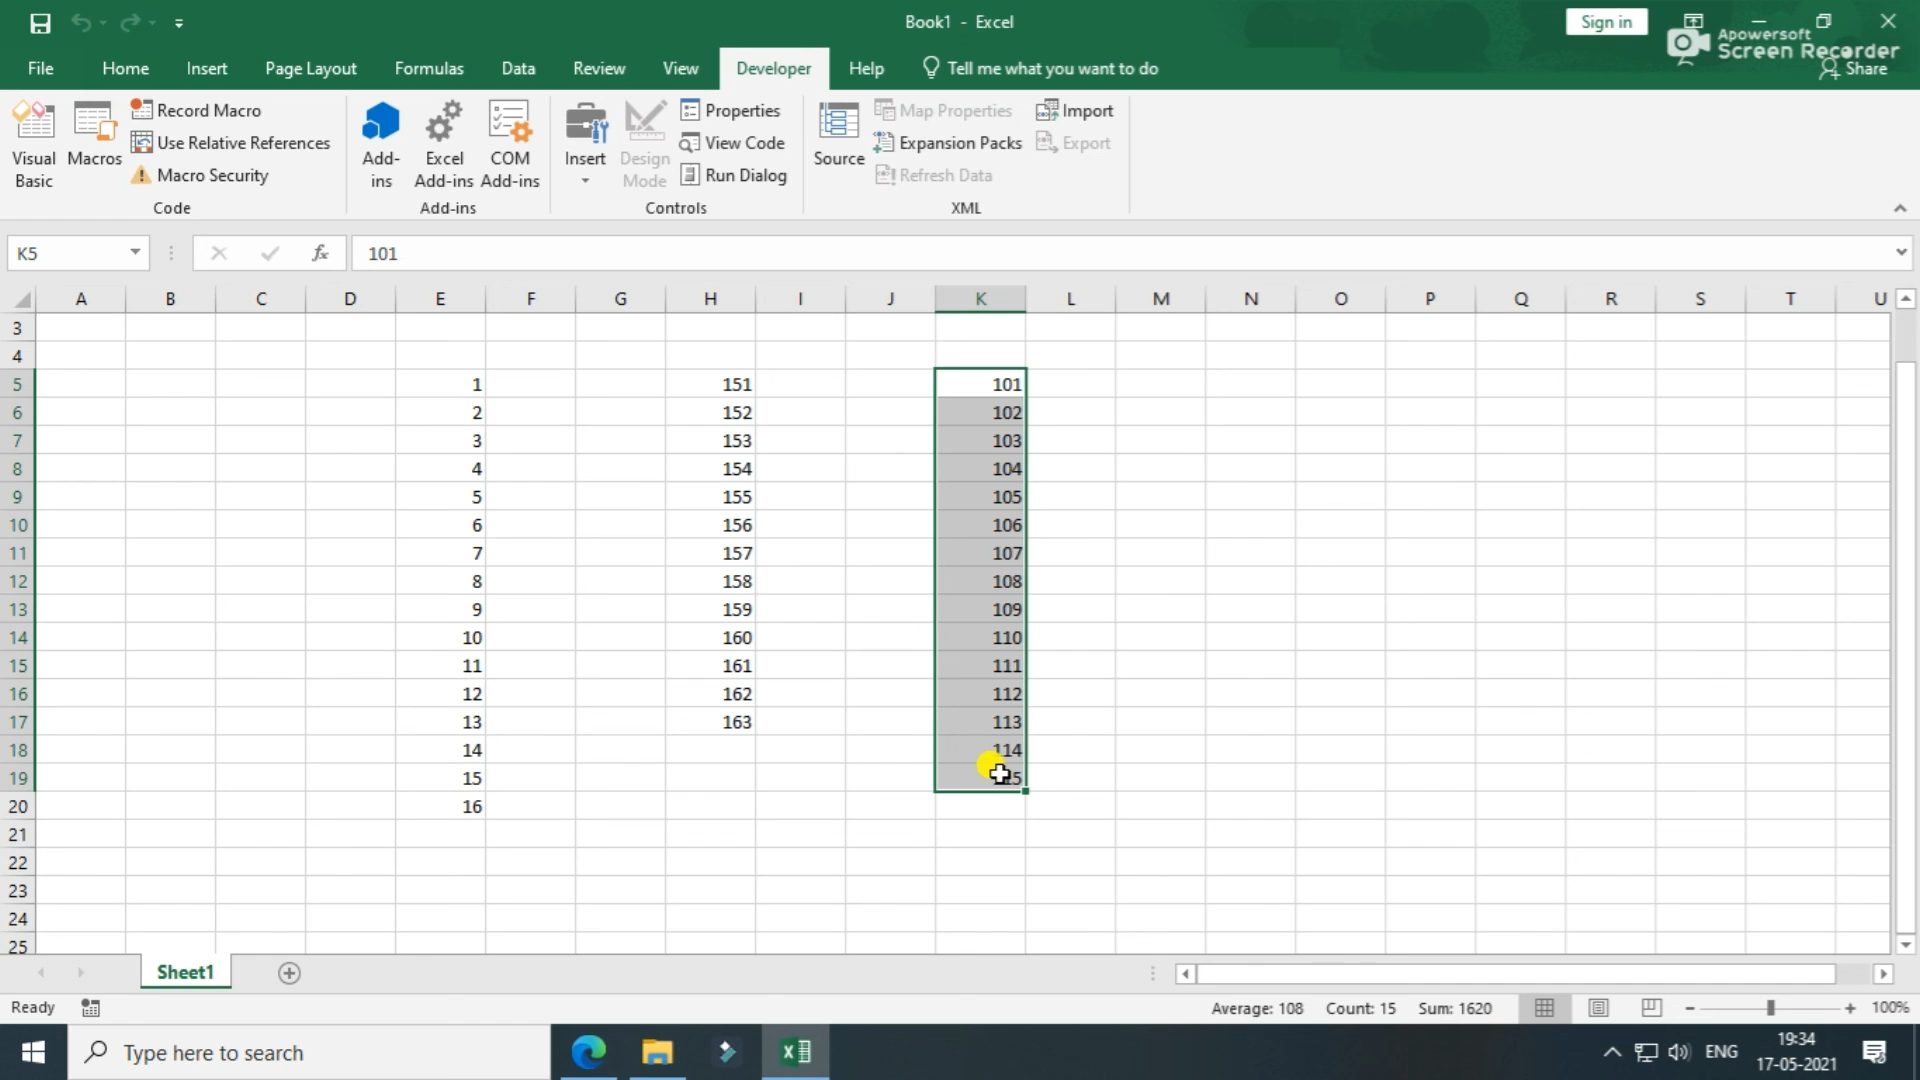 Book1 - Excel
Sign in
Apowersoft
Screen Recorder
File Home Insert Page Layout Formulas Data Review View Developer Help Tell me what you want to do Share
Visual Basic
Macros
Record Macro
Use Relative References
Macro Security
Code
Add-ins
Excel Add-ins
COM Add-ins
Add-ins
Insert
Design Mode
Properties
View Code
Run Dialog
Controls
Source
Map Properties
Expansion Packs
Refresh Data
Import
Export
XML
K5 fx 101
A B C D E F G H I J K L M N O P Q R S T U
3
4
5 1 151 101
6 2 152 102
7 3 153 103
8 4 154 104
9 5 155 105
10 6 156 106
11 7 157 107
12 8 158 108
13 9 159 109
14 10 160 110
15 11 161 111
16 12 162 112
17 13 163 113
18 14 114
19 15
20 16
21
22
23
24
25
Sheet1
Ready Average: 108 Count: 15 Sum: 1620 100%
Type here to search
ENG
19:34
17-05-2021